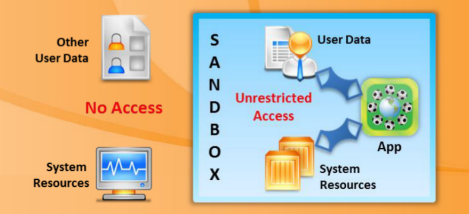 Other
User Data
No Access
System
Resources
S
A
N
D
B
O
X
User Data
Unrestricted
Access
App
System
Resources